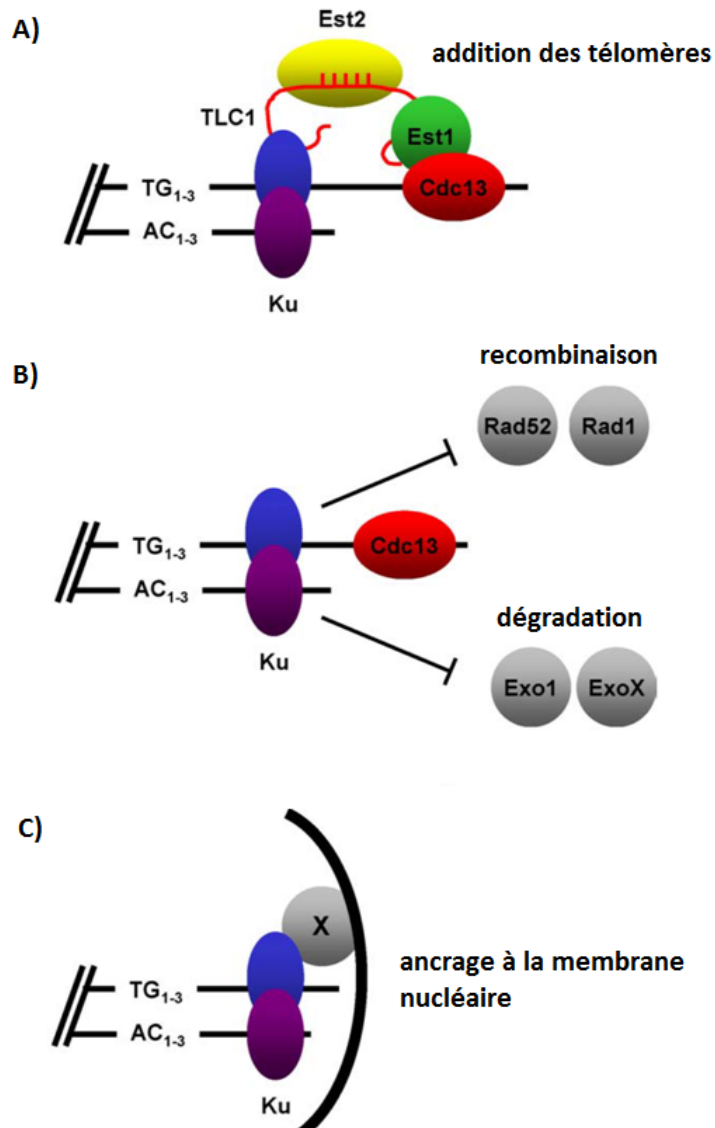 A)
Est2
addition des télomères
TLC1
Est1
TG1-3
Cdc13
AC1-3
Ku
recombinaison
B)
Rad52 Rad1
TG1-3
Cdc13
AC1-3
dégradation
Ku
Exo1 ExoX
C)
X
ancrage à la membrane
nucléaire
TG1-3
AC1-3
Ku